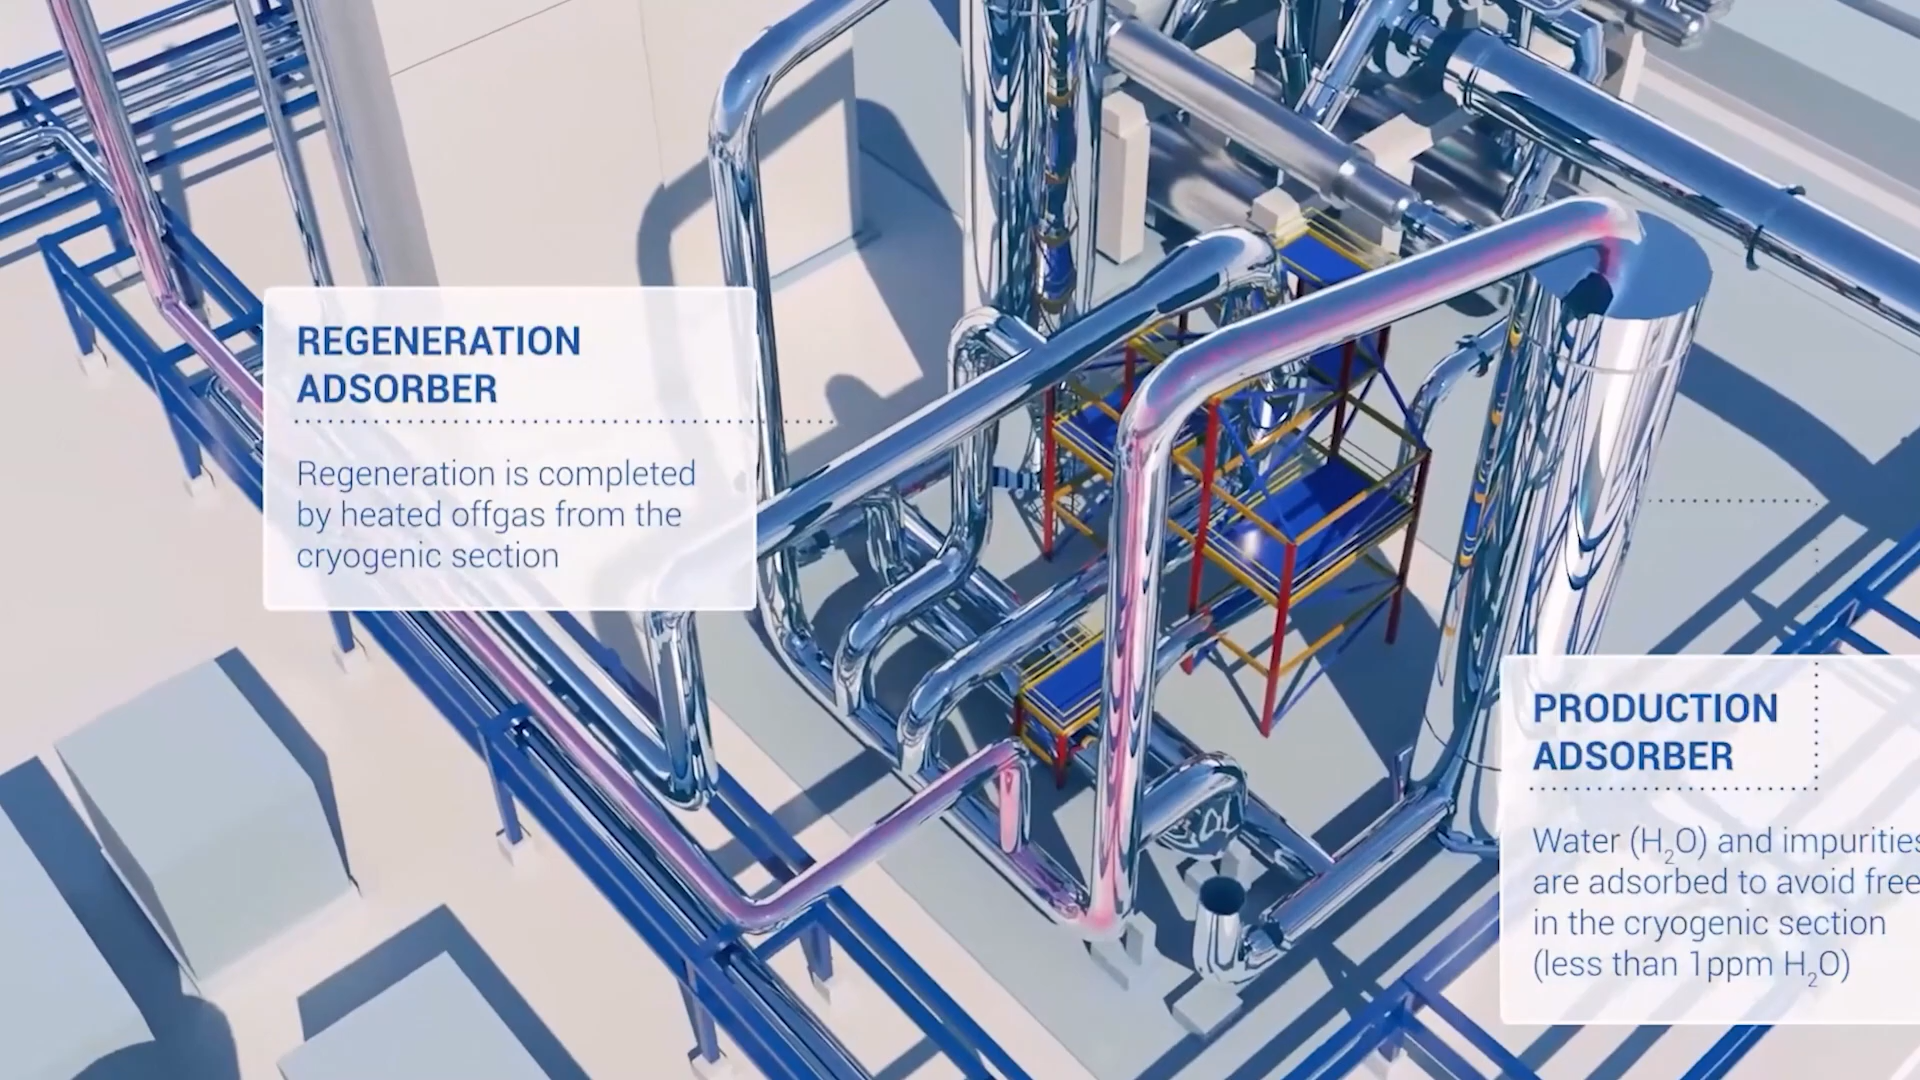 REGENERATION
ADSORBER
Regeneration is completed
by heated offgas from the
cryogenic section
PRODUCTION
ADSORBER
Water (H₂O) and impurities
are adsorbed to avoid free
in the cryogenic section
(less than 1ppm H₂O)